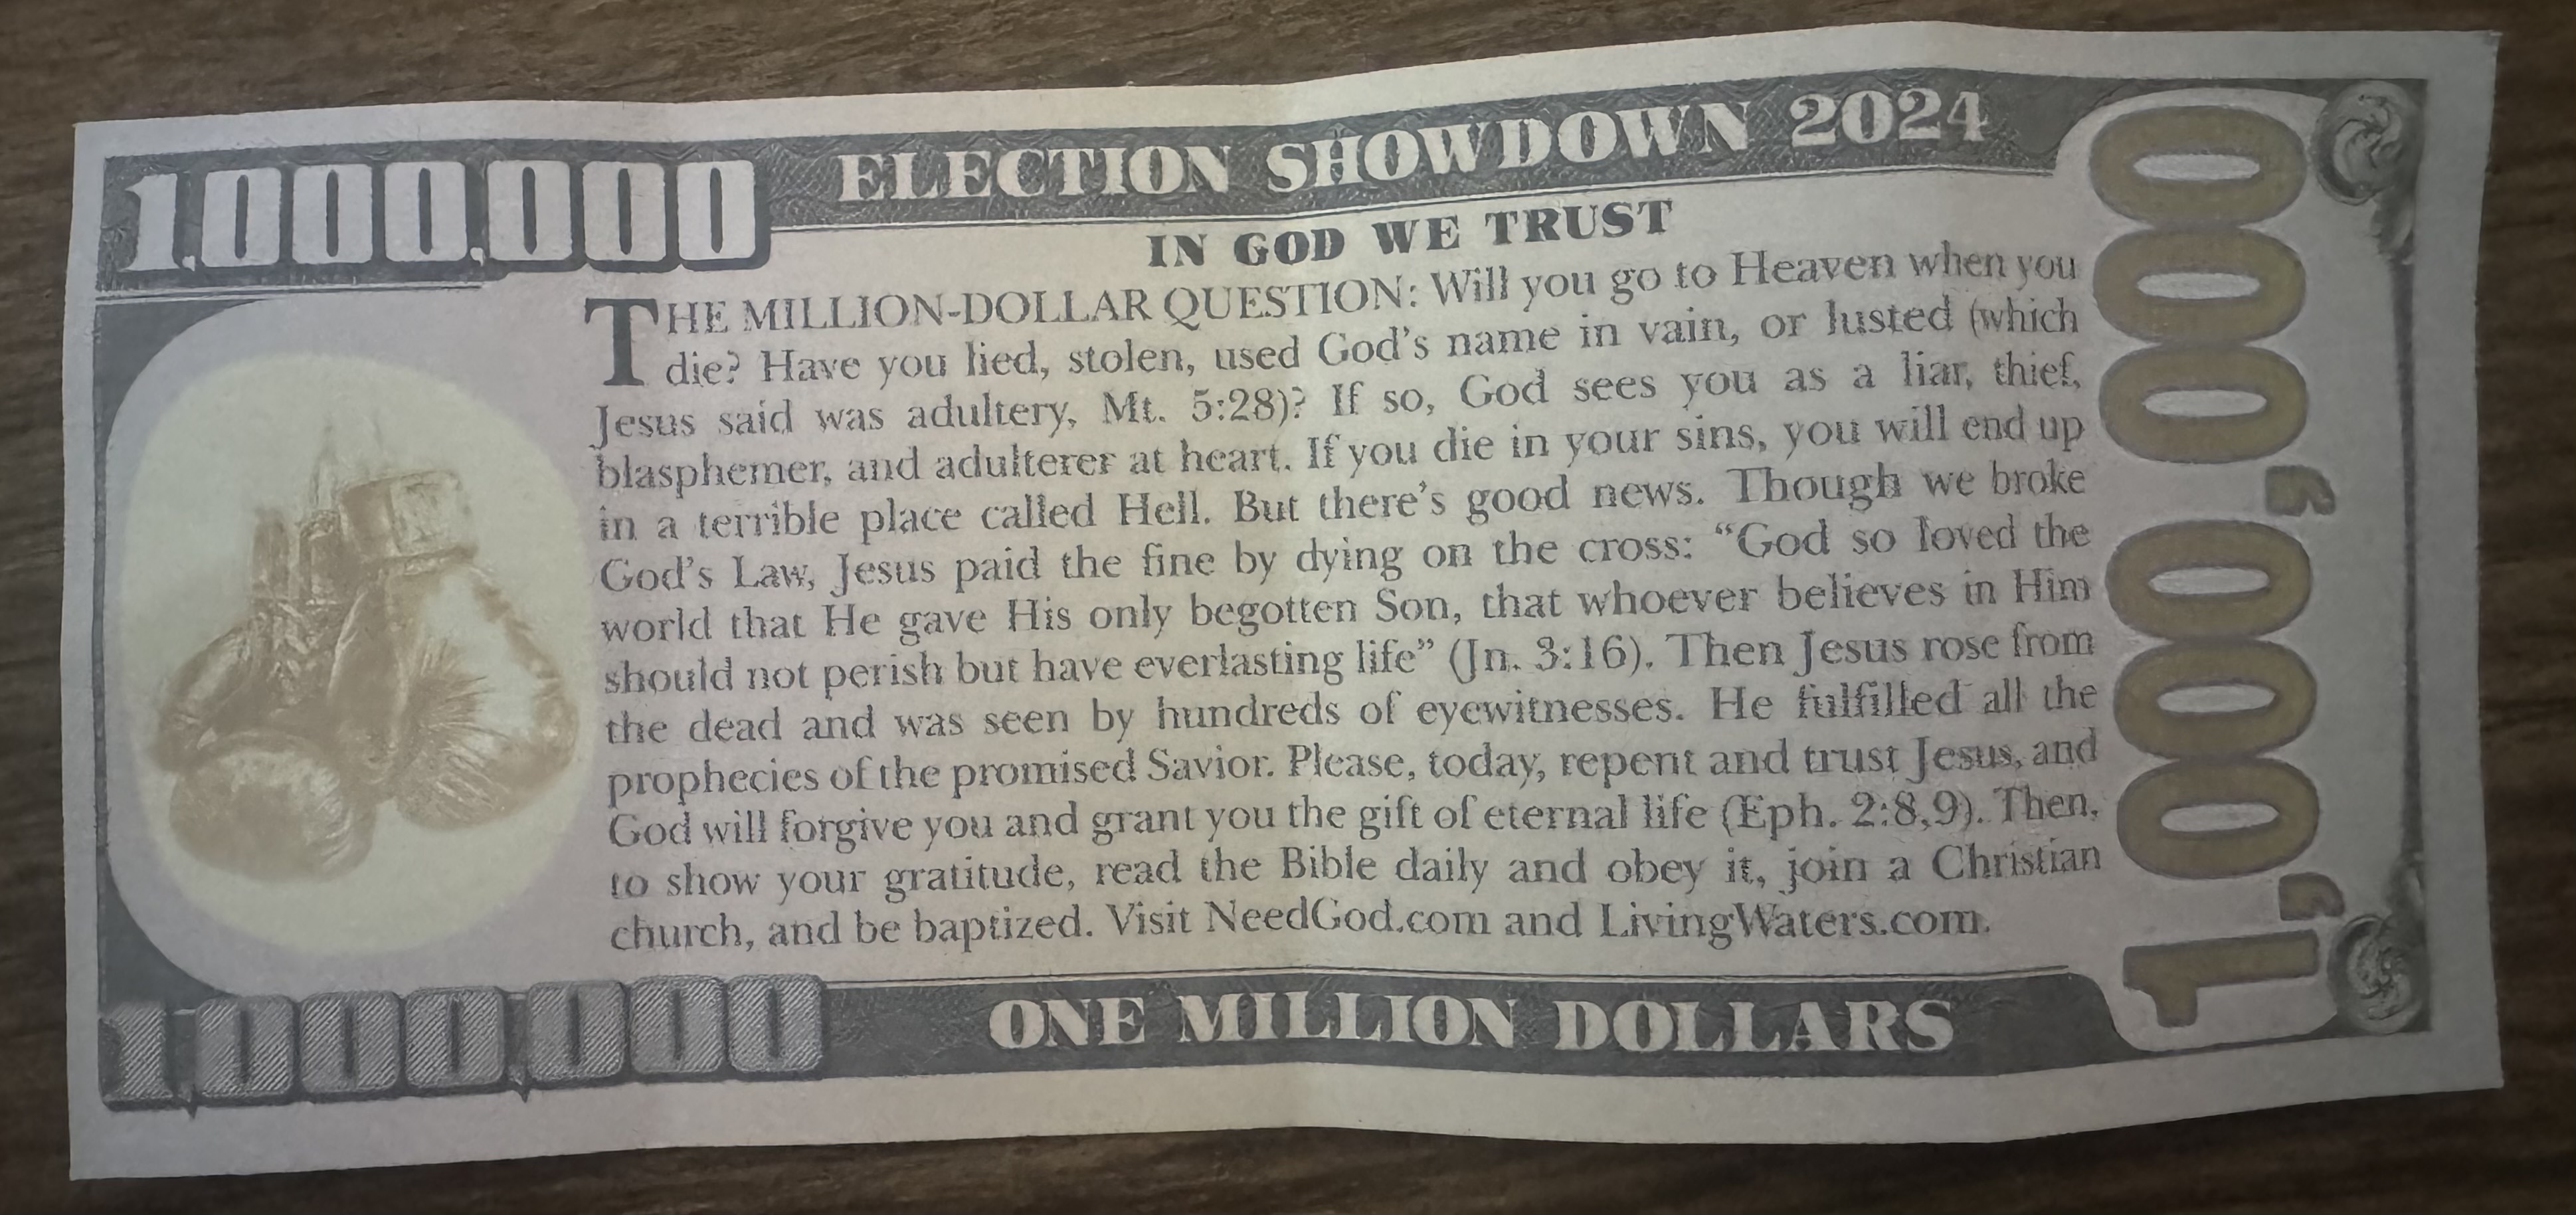 1,000,000 ELECTION SHOWDOWN 2024
IN GOD WE TRUST
THE MILLION-DOLLAR QUESTION: Will you go to Heaven when you
die? Have you lied, stolen, used God's name in vain, or lusted (which
Jesus said was adultery, Mt. 5:28)? If so, God sees you as a liar, thief,
blasphemer, and adulterer at heart. If you die in your sins, you will end up
in a terrible place called Hell. But there's good news. Though we broke
God's Law, Jesus paid the fine by dying on the cross: “God so loved the
world that He gave His only begotten Son, that whoever believes in Him
should not perish but have everlasting life” (Jn. 3:16). Then Jesus rose from
the dead and was seen by hundreds of eyewitnesses. He fulfilled all the
prophecies of the promised Savior. Please, today, repent and trust Jesus, and
God will forgive you and grant you the gift of eternal life (Eph. 2:8,9). Then,
to show your gratitude, read the Bible daily and obey it, join a Christian
church, and be baptized. Visit NeedGod.com and LivingWaters.com.
1,000,000 ONE MILLION DOLLARS
1,000,000